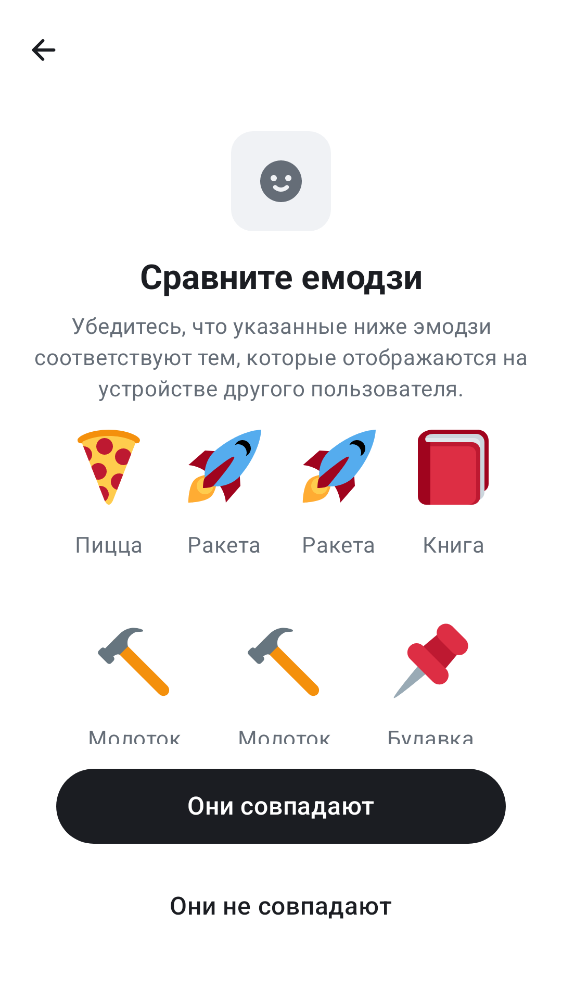 Сравните емодзи
Убедитесь, что указанные ниже эмодзи
соответствуют тем, которые отображаются на
устройстве другого пользователя.
Пицца Ракета Ракета Книга
Молоток Молоток Булавка
Они совпадают
Они не совпадают